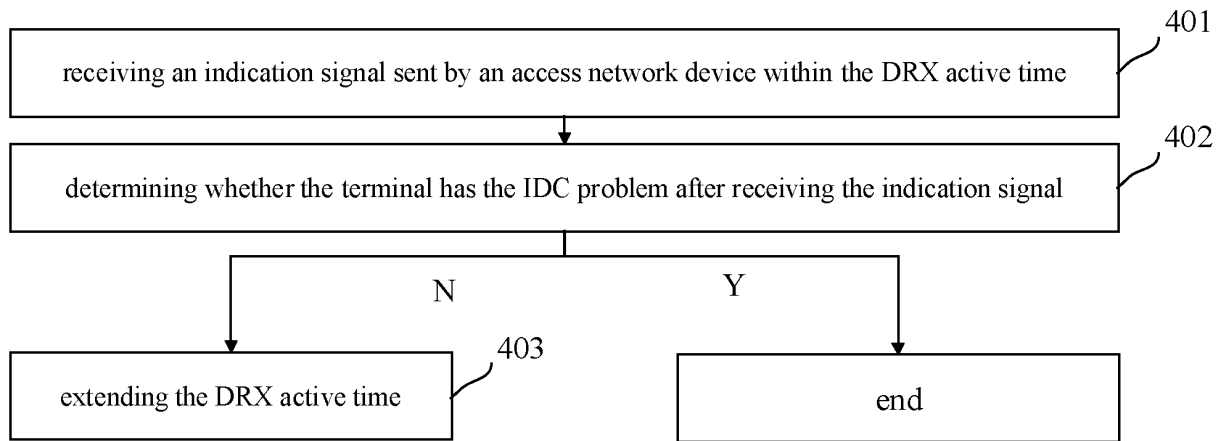 401
receiving an indication signal sent by an access network device within the DRX active time
402
determining whether the terminal has the IDC problem after receiving the indication signal
N
Y
403
extending the DRX active time
end